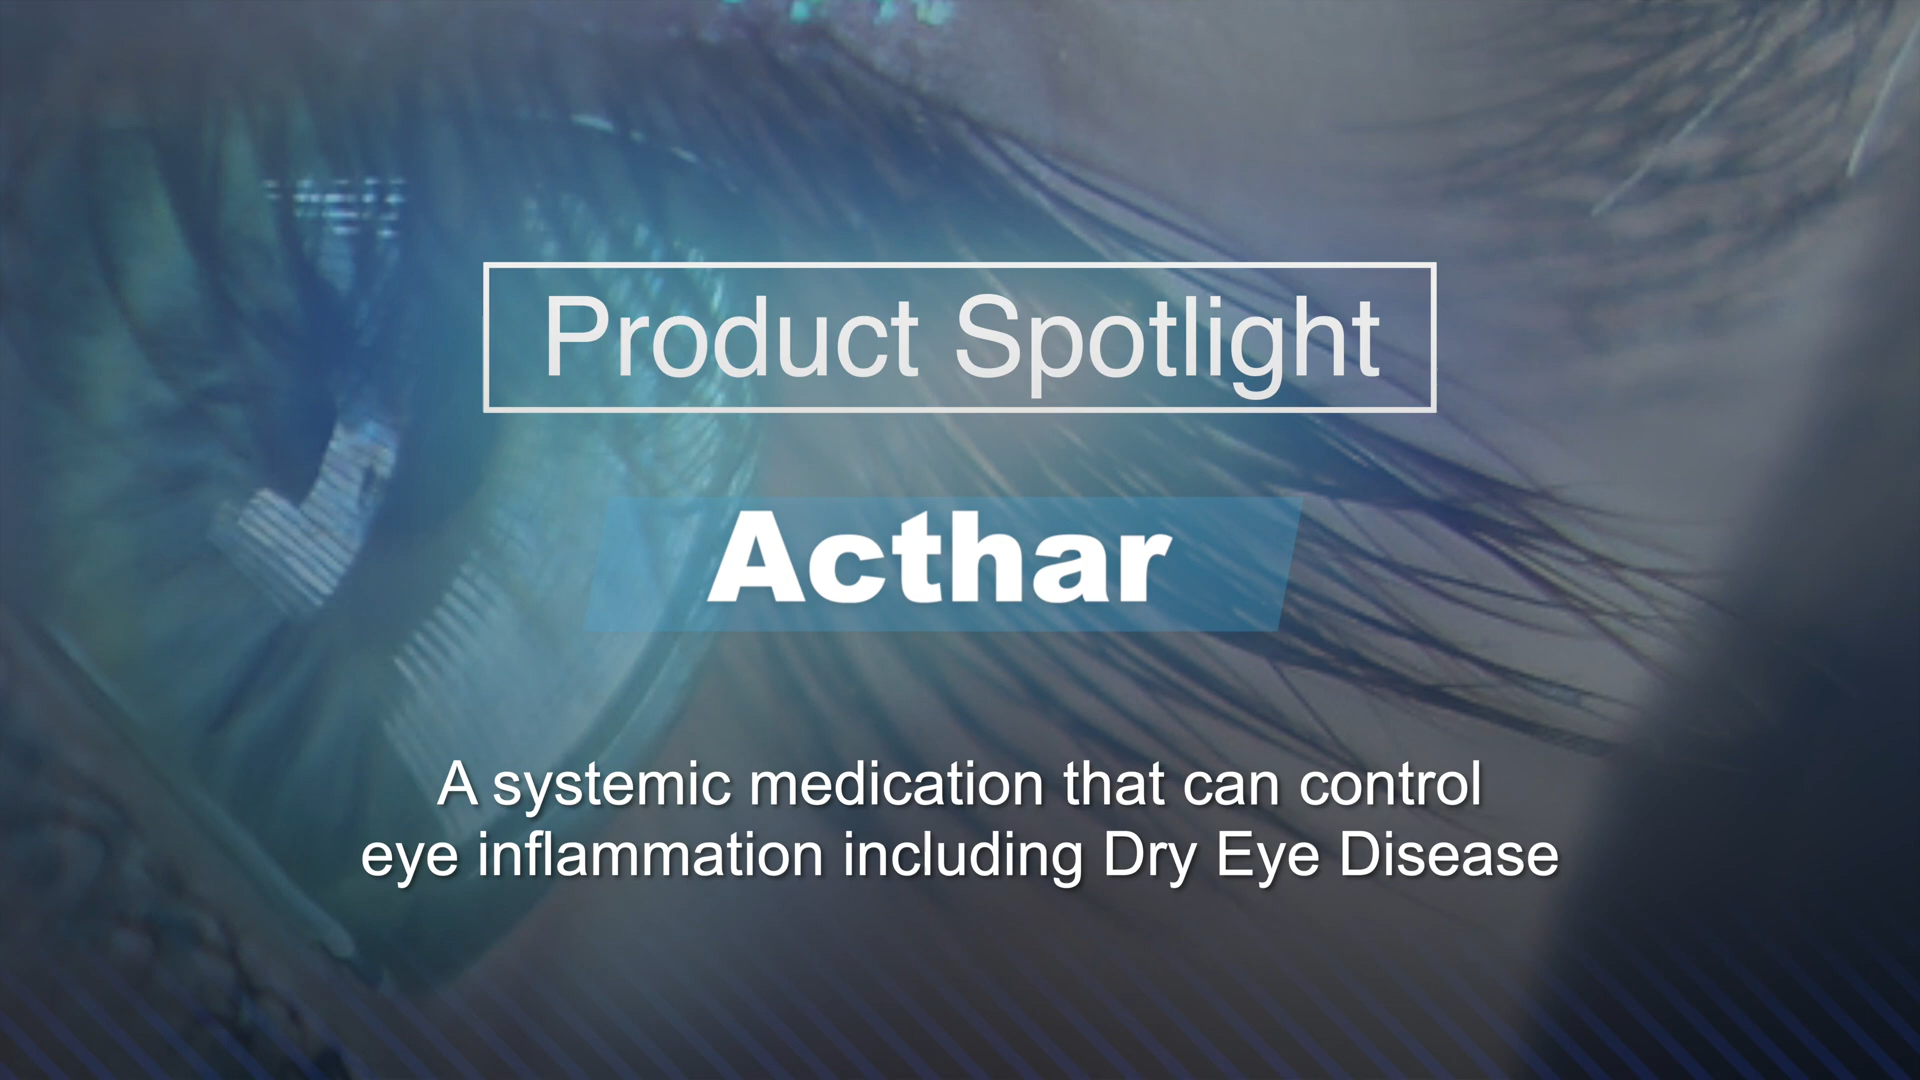 Product Spotlight
Acthar
A systemic medication that can control
eye inflammation including Dry Eye Disease